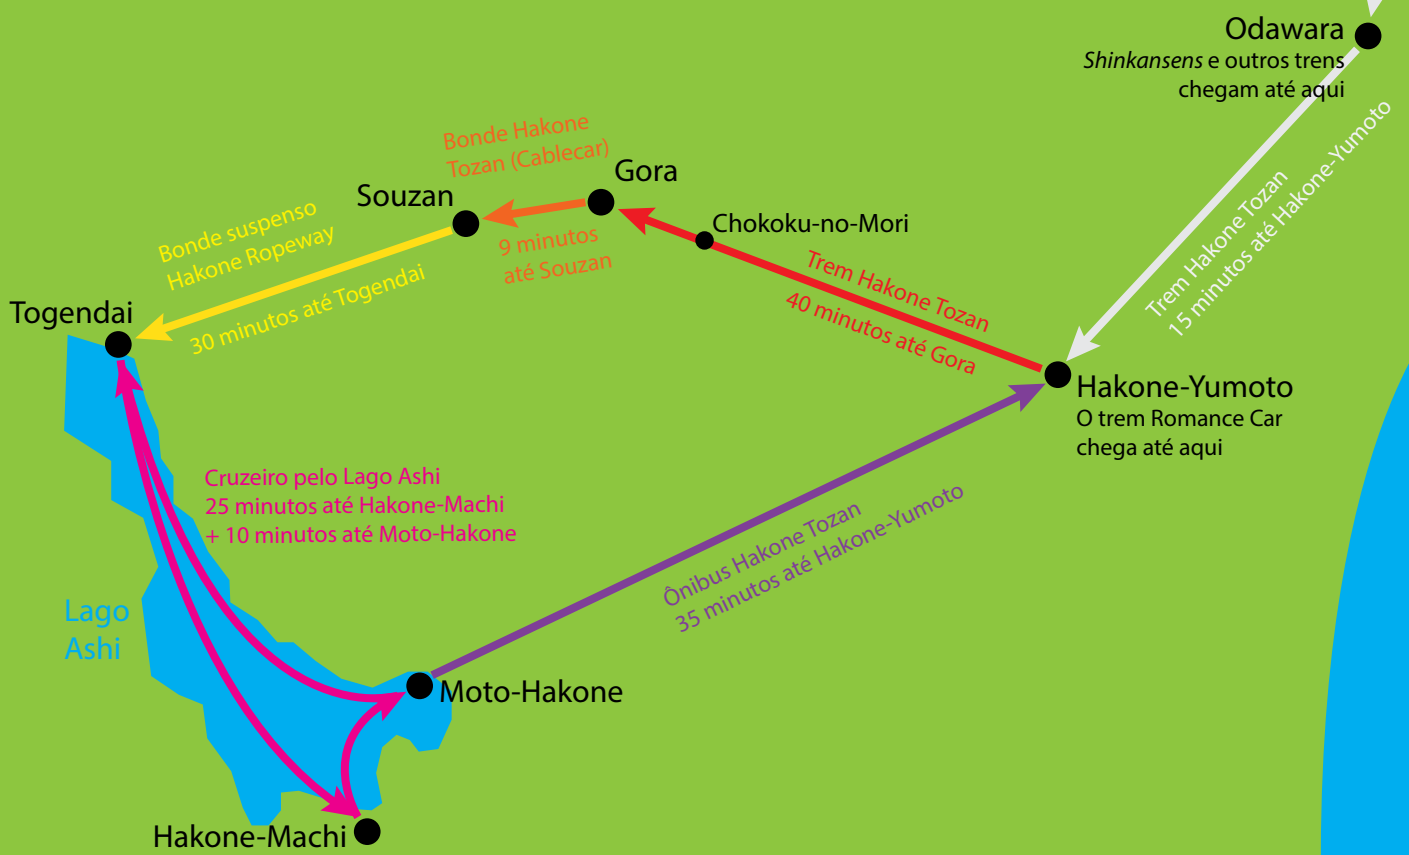 Odawara
Shinkansens e outros trens
chegam até aqui
Trem Hakone Tozan
15 minutos até Hakone-Yumoto
Bonde Hakone
Tozan (Cablecar)
Gora
Souzan
9 minutos
até Souzan
Chokoku-no-Mori
Bonde suspenso
Hakone Ropeway
30 minutos até Togendai
Togendai
Trem Hakone Tozan
40 minutos até Gora
Hakone-Yumoto
O trem Romance Car
chega até aqui
Cruzeiro pelo Lago Ashi
25 minutos até Hakone-Machi
+ 10 minutos até Moto-Hakone
Ônibus Hakone Tozan
35 minutos até Hakone-Yumoto
Lago
Ashi
Moto-Hakone
Hakone-Machi